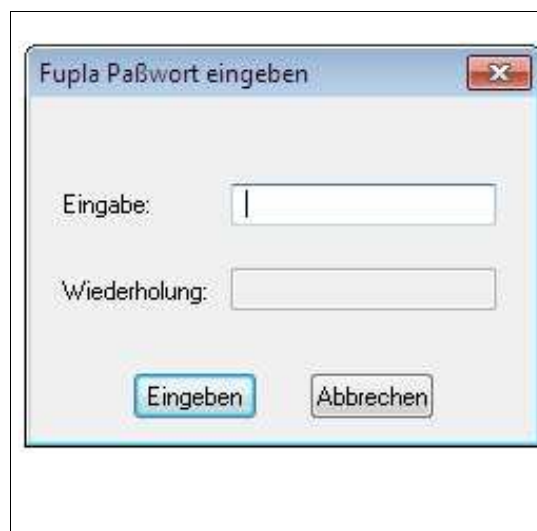 Fupla Paßwort eingeben
Eingabe:
Wiederholung:
Eingeben Abbrechen